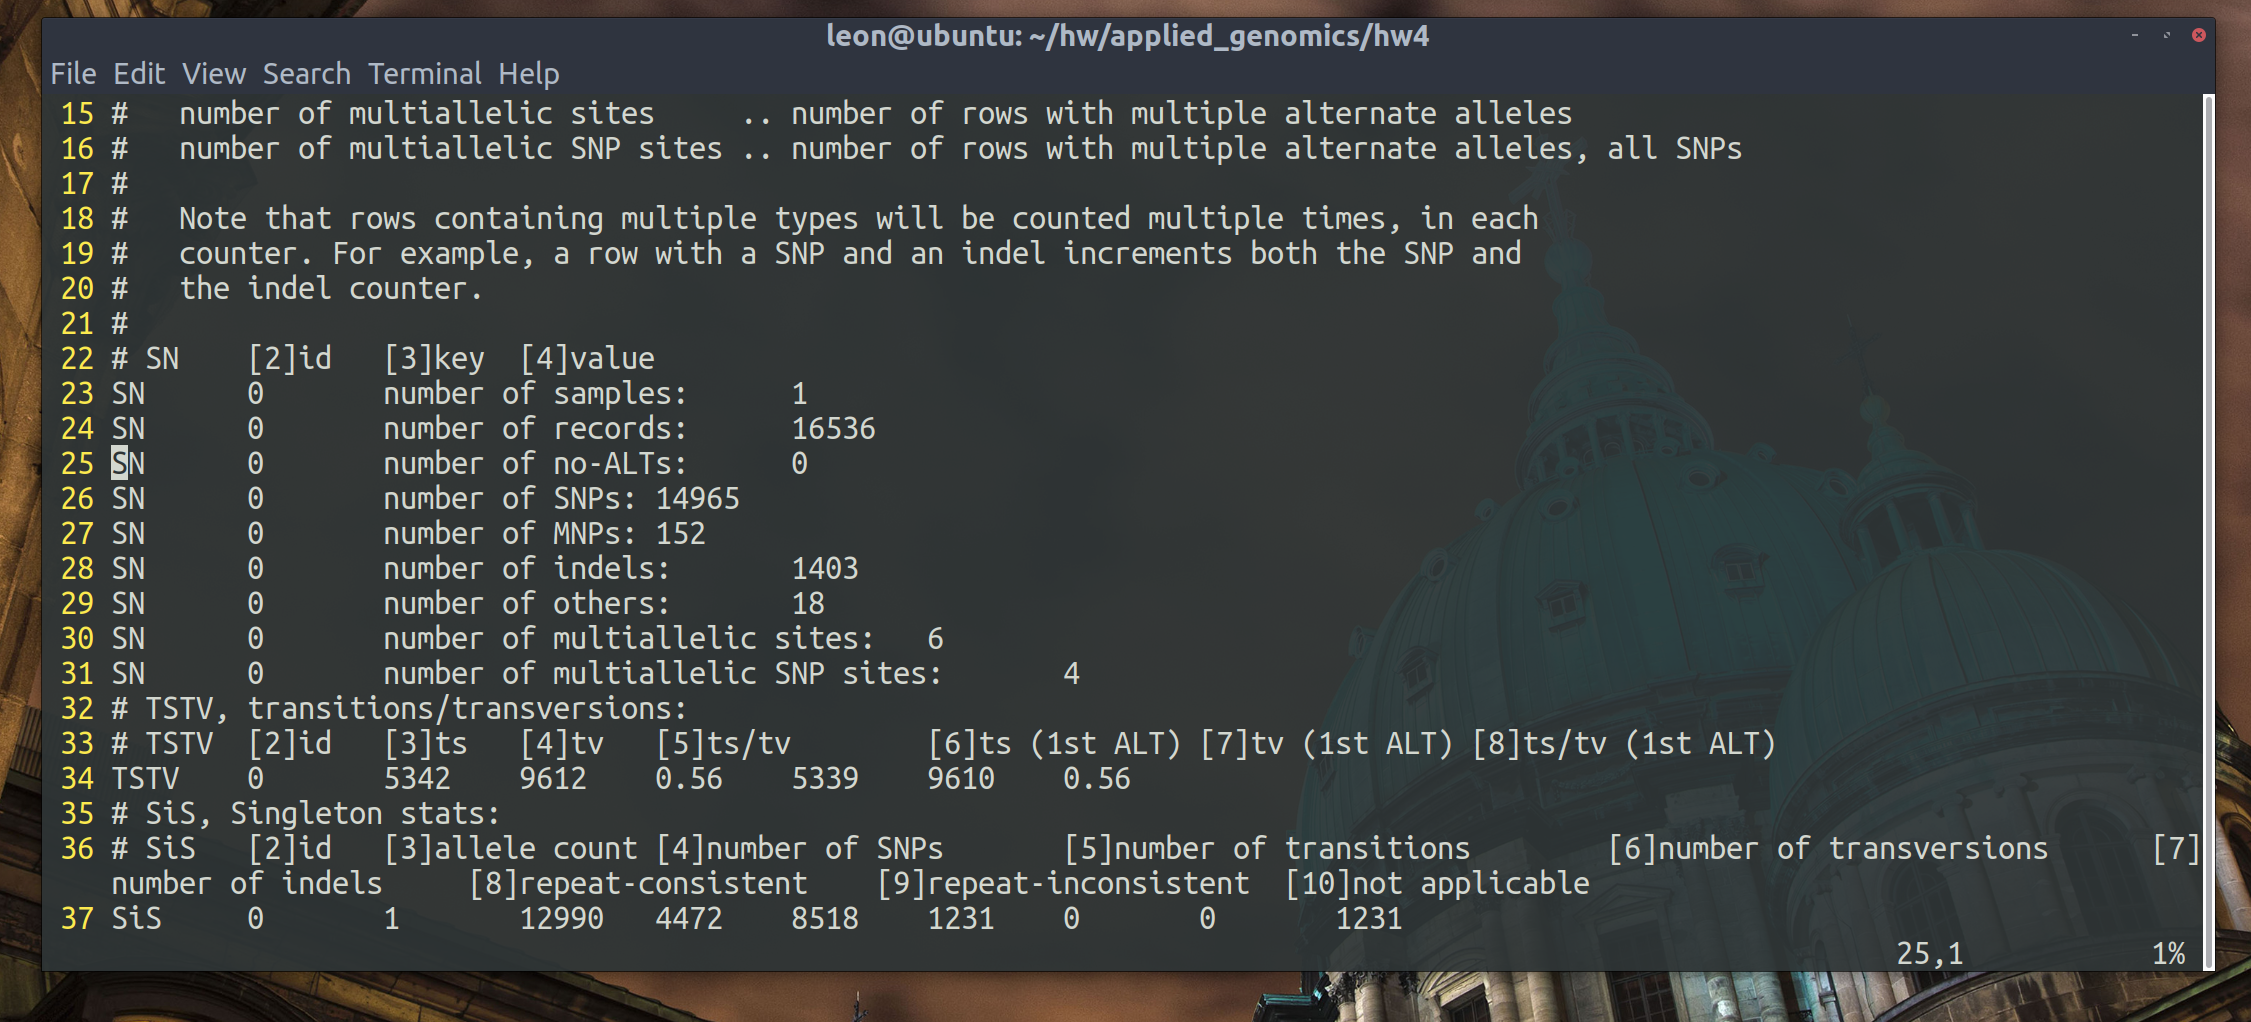 leon@ubuntu: ~/hw/applied_genomics/hw4
File Edit View Search Terminal Help
15 #   number of multiallelic sites     .. number of rows with multiple alternate alleles
16 #   number of multiallelic SNP sites .. number of rows with multiple alternate alleles, all SNPs
17 #
18 #   Note that rows containing multiple types will be counted multiple times, in each
19 #   counter. For example, a row with a SNP and an indel increments both the SNP and
20 #   the indel counter.
21 #
22 # SN    [2]id   [3]key  [4]value
23 SN      0       number of samples:      1
24 SN      0       number of records:      16536
25 SN      0       number of no-ALTs:      0
26 SN      0       number of SNPs: 14965
27 SN      0       number of MNPs: 152
28 SN      0       number of indels:       1403
29 SN      0       number of others:       18
30 SN      0       number of multiallelic sites:   6
31 SN      0       number of multiallelic SNP sites:       4
32 # TSTV, transitions/transversions:
33 # TSTV  [2]id   [3]ts   [4]tv   [5]ts/tv        [6]ts (1st ALT) [7]tv (1st ALT) [8]ts/tv (1st ALT)
34 TSTV    0       5342    9612    0.56    5339    9610    0.56
35 # SiS, Singleton stats:
36 # SiS   [2]id   [3]allele count [4]number of SNPs       [5]number of transitions        [6]number of transversions      [7]
number of indels     [8]repeat-consistent    [9]repeat-inconsistent  [10]not applicable
37 SiS     0       1       12990   4472    8518    1231    0       0       1231
25,1           1%